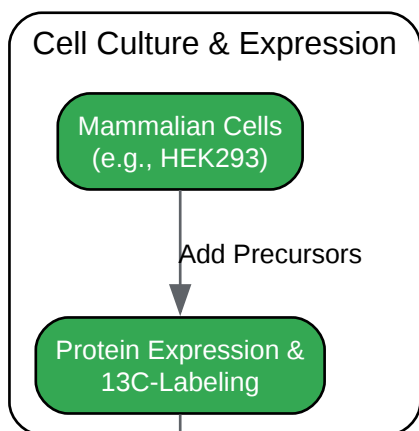 Cell Culture & Expression
Mammalian Cells
(e.g., HEK293)
Add Precursors
Protein Expression &
13C-Labeling